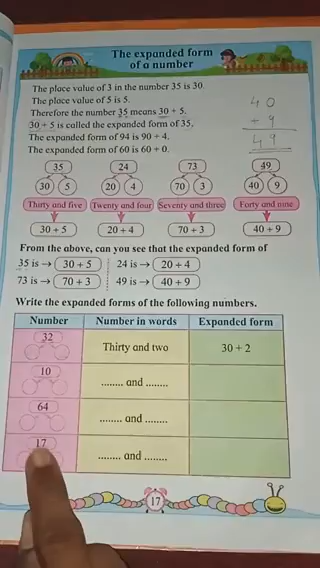 The expanded form
of a number
The place value of 3 in the number 35 is 30.
The place value of 5 is 5.
Therefore the number 35 means 30 + 5.
30 + 5 is called the expanded form of 35.
The expanded form of 94 is 90 + 4.
The expanded form of 60 is 60 + 0.
40
+ 9
49
35 24 73 49
30 5 20 4 70 3 40 9
Thirty and five Twenty and four Seventy and three Forty and nine
30 + 5 20 + 4 70 + 3 40 + 9
From the above, can you see that the expanded form of
35 is → 30 + 5 24 is → 20 + 4
73 is → 70 + 3 49 is → 40 + 9
Write the expanded forms of the following numbers.
Number Number in words Expanded form
32 Thirty and two 30 + 2
10 ........ and ........
64 ........ and ........
17 ........ and ........
17